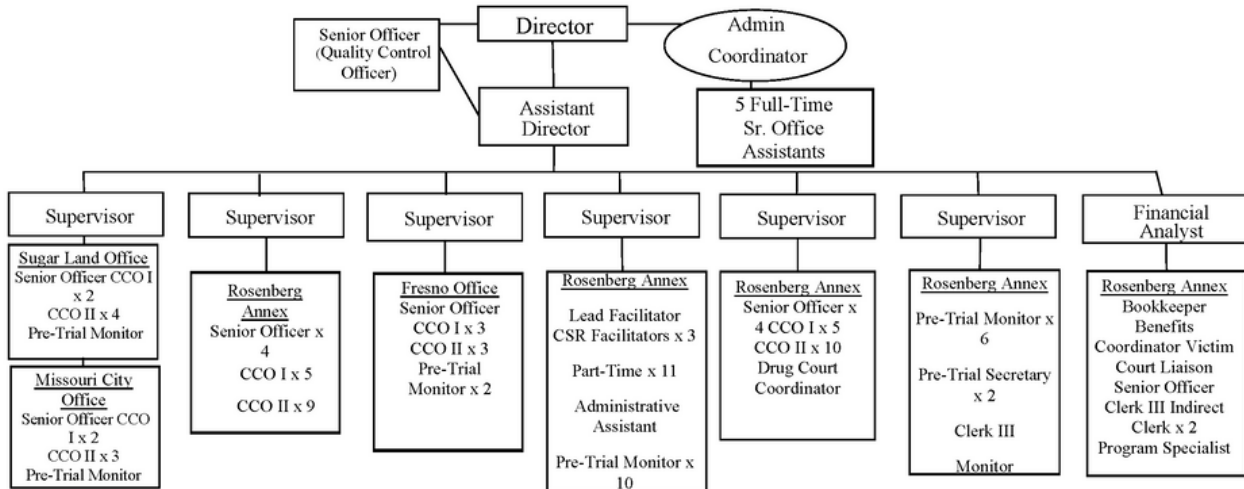 Director
Admin
Coordinator
Senior Officer
(Quality Control
Officer)
Assistant
Director
5 Full-Time
Sr. Office
Assistants
Supervisor
Supervisor
Supervisor
Supervisor
Supervisor
Supervisor
Financial
Analyst
Sugar Land Office
Senior Officer CCO I
x 2
CCO II x 4
Pre-Trial Monitor
Missouri City
Office
Senior Officer CCO
I x 2
CCO II x 3
Pre-Trial Monitor
Rosenberg
Annex
Senior Officer x
4
CCO I x 5
CCO II x 9
Fresno Office
Senior Officer
CCO I x 3
CCO II x 3
Pre-Trial
Monitor x 2
Rosenberg Annex
Lead Facilitator
CSR Facilitators x 3
Part-Time x 11
Administrative
Assistant
Pre-Trial Monitor x
10
Rosenberg Annex
Senior Officer x
4 CCO I x 5
CCO II x 10
Drug Court
Coordinator
Rosenberg Annex
Pre-Trial Monitor x
6
Pre-Trial Secretary
x 2
Clerk III
Monitor
Rosenberg Annex
Bookkeeper
Benefits
Coordinator Victim
Court Liaison
Senior Officer
Clerk III Indirect
Clerk x 2
Program Specialist